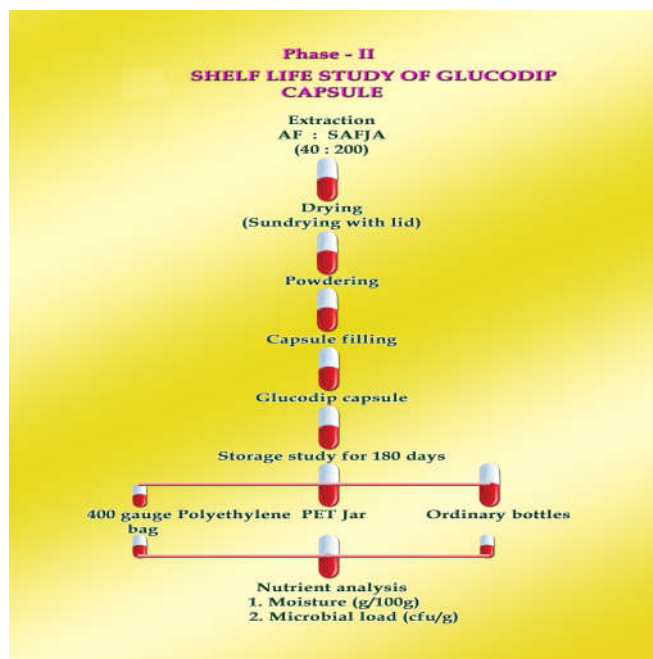 Phase - II
SHELF LIFE STUDY OF GLUCODIP
CAPSULE
Extraction
AF : SAFJA
(40 : 200)
Drying
(Sundrying with lid)
Powdering
Capsule filling
Glucodip capsule
Storage study for 180 days
400 gauge Polyethylene PET Jar Ordinary bottles
bag
Nutrient analysis
1. Moisture (g/100g)
2. Microbial load (cfu/g)